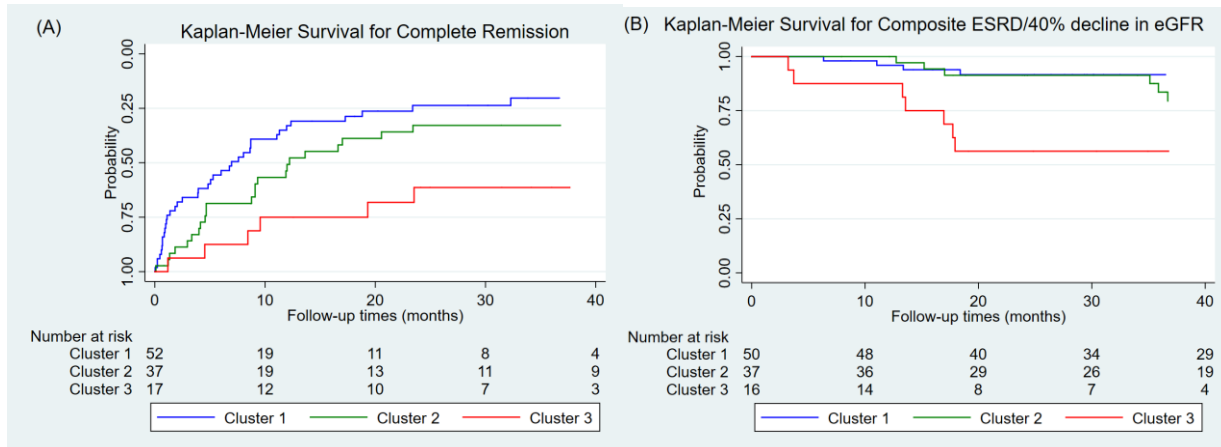 (A) Kaplan-Meier Survival for Complete Remission
Probability
0.00
0.25
0.50
0.75
1.00
0 10 20 30 40
Follow-up times (months)
Number at risk
Cluster 1 52 19 11 8 4
Cluster 2 37 19 13 11 9
Cluster 3 17 12 10 7 3
Cluster 1 Cluster 2 Cluster 3
(B) Kaplan-Meier Survival for Composite ESRD/40% decline in eGFR
Probability
1.00
0.75
0.50
0.25
0.00
0 10 20 30 40
Follow-up times (months)
Number at risk
Cluster 1 50 48 40 34 29
Cluster 2 37 36 29 26 19
Cluster 3 16 14 8 7 4
Cluster 1 Cluster 2 Cluster 3